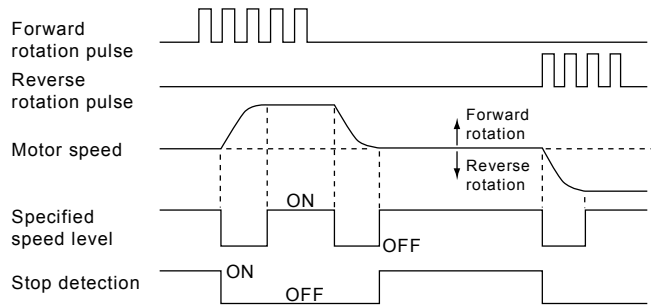 Forward
rotation pulse
Reverse
rotation pulse
Motor speed
Forward
rotation
Reverse
rotation
Specified
speed level
ON
OFF
Stop detection
ON
OFF